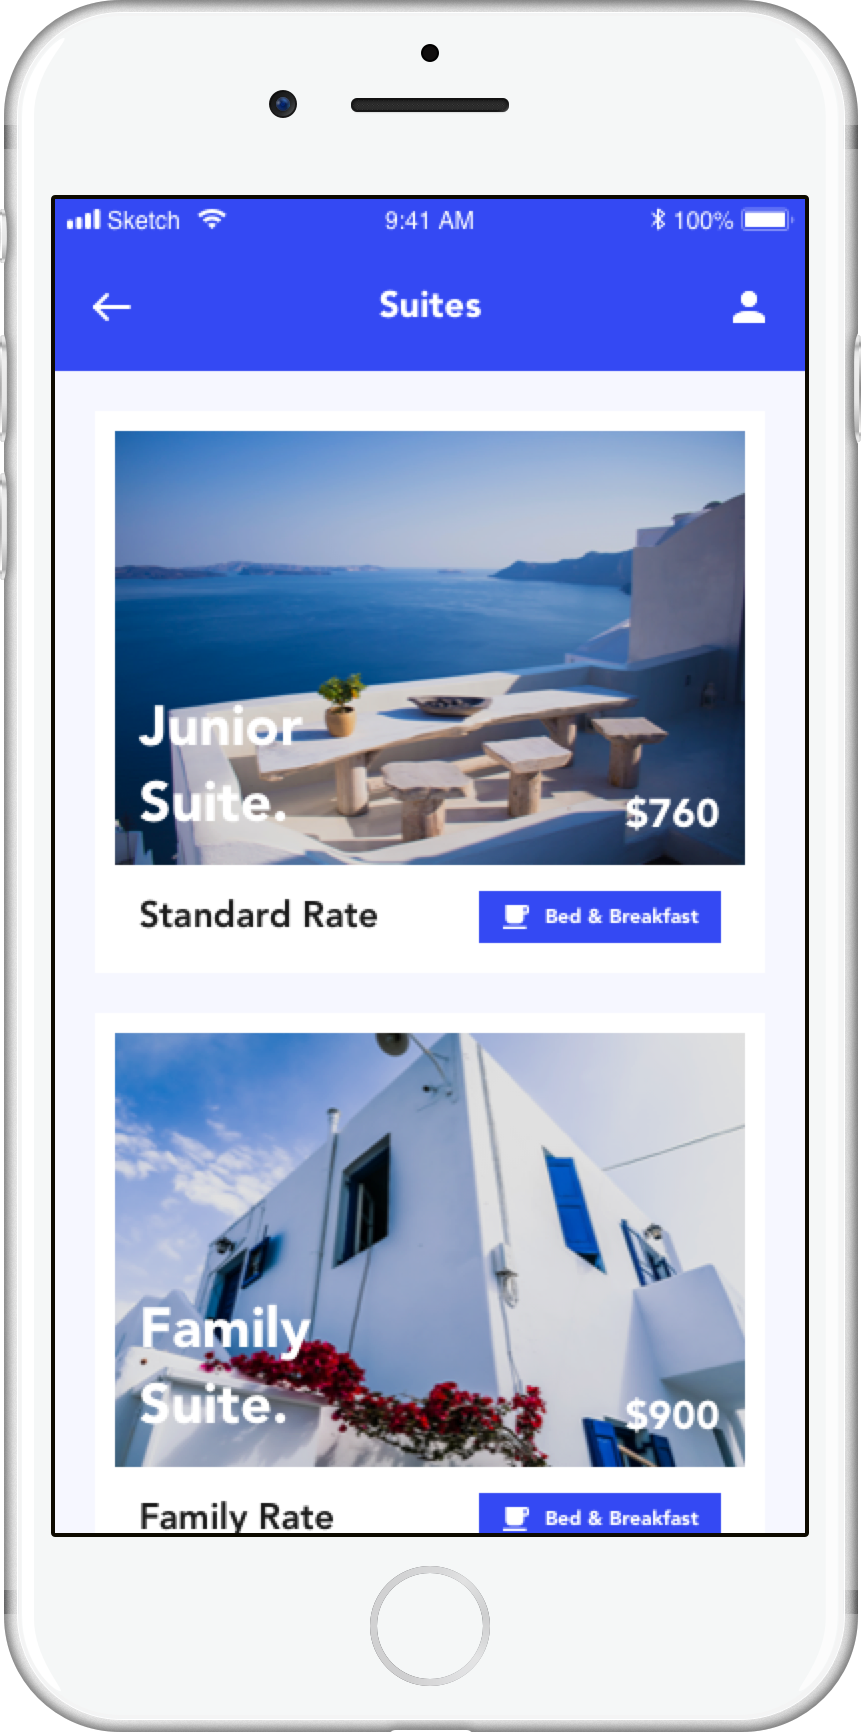 Sketch 9:41 AM 100%
Suites
Junior
Suite.
$760
Standard Rate
Bed & Breakfast
Family
Suite.
$900
Family Rate
Bed & Breakfast